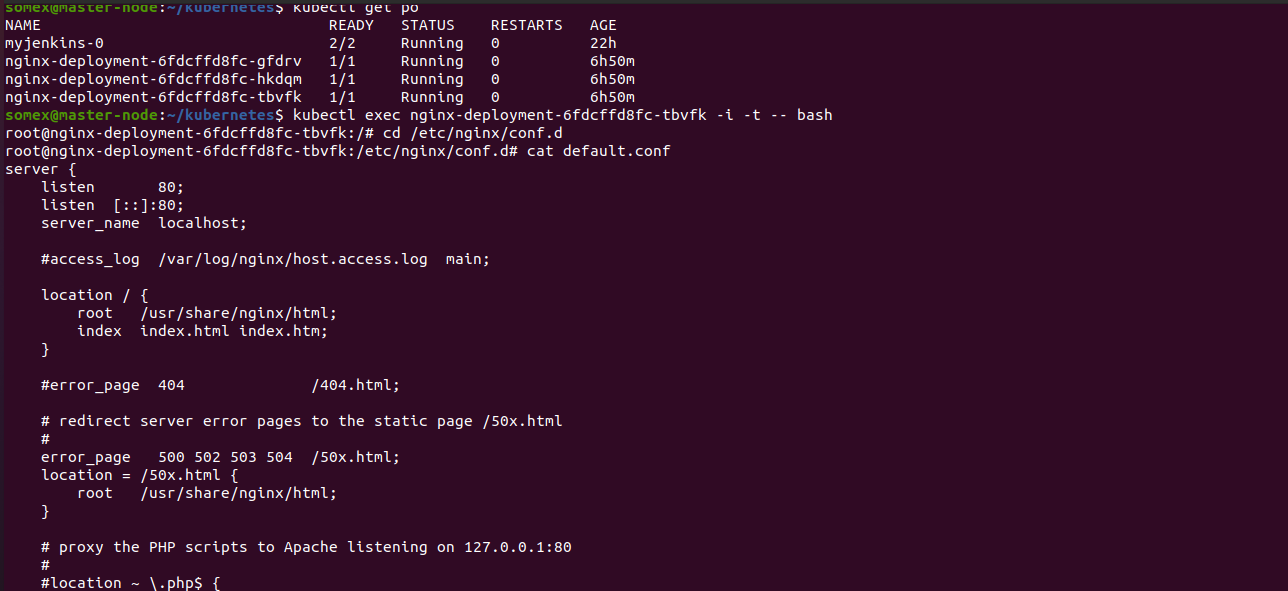 somex@master-node:~/kubernetes$ kubectl get po
NAME                                READY   STATUS    RESTARTS   AGE
myjenkins-0                         2/2     Running   0          22h
nginx-deployment-6fdcffd8fc-gfdrv   1/1     Running   0          6h50m
nginx-deployment-6fdcffd8fc-hkdqm   1/1     Running   0          6h50m
nginx-deployment-6fdcffd8fc-tbvfk   1/1     Running   0          6h50m
somex@master-node:~/kubernetes$ kubectl exec nginx-deployment-6fdcffd8fc-tbvfk -i -t -- bash
root@nginx-deployment-6fdcffd8fc-tbvfk:/# cd /etc/nginx/conf.d
root@nginx-deployment-6fdcffd8fc-tbvfk:/etc/nginx/conf.d# cat default.conf
server {
    listen       80;
    listen  [::]:80;
    server_name  localhost;

    #access_log  /var/log/nginx/host.access.log  main;

    location / {
        root   /usr/share/nginx/html;
        index  index.html index.htm;
    }

    #error_page  404              /404.html;

    # redirect server error pages to the static page /50x.html
    #
    error_page   500 502 503 504  /50x.html;
    location = /50x.html {
        root   /usr/share/nginx/html;
    }

    # proxy the PHP scripts to Apache listening on 127.0.0.1:80
    #
    #location ~ \.php$ {